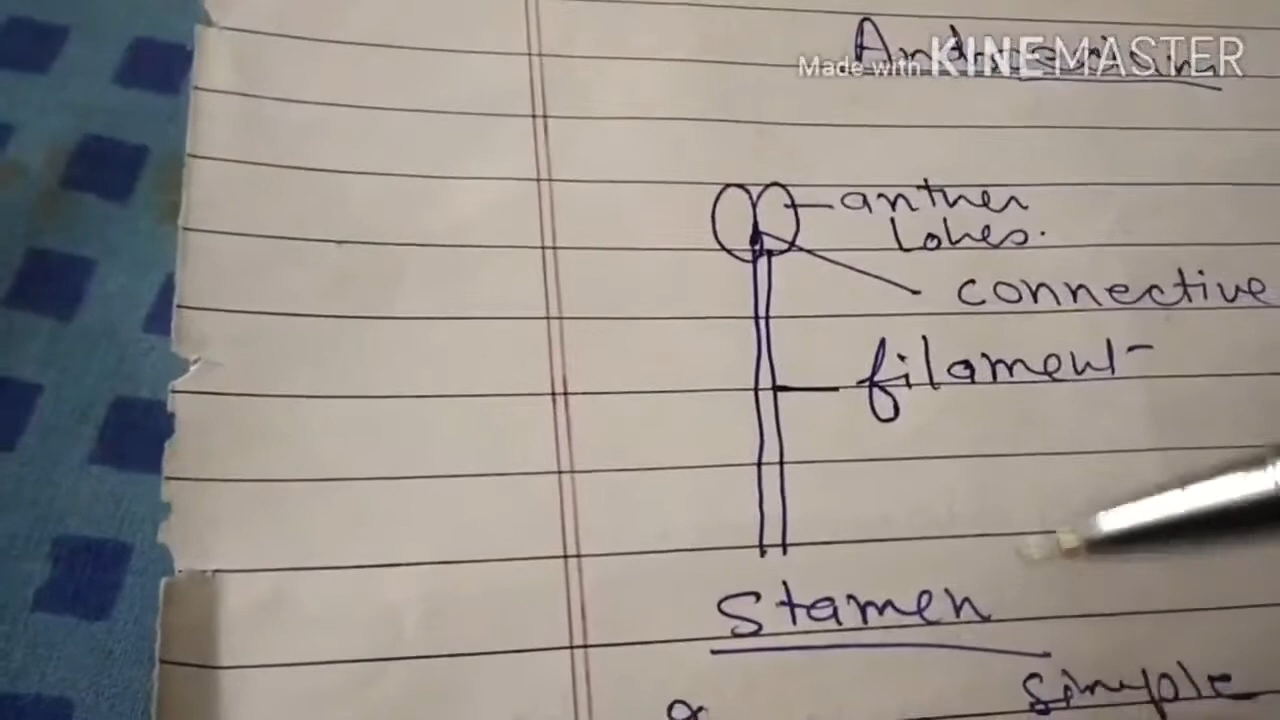 Made with KINEMASTER
anther
lobes.
connective
filament
Stamen
simple